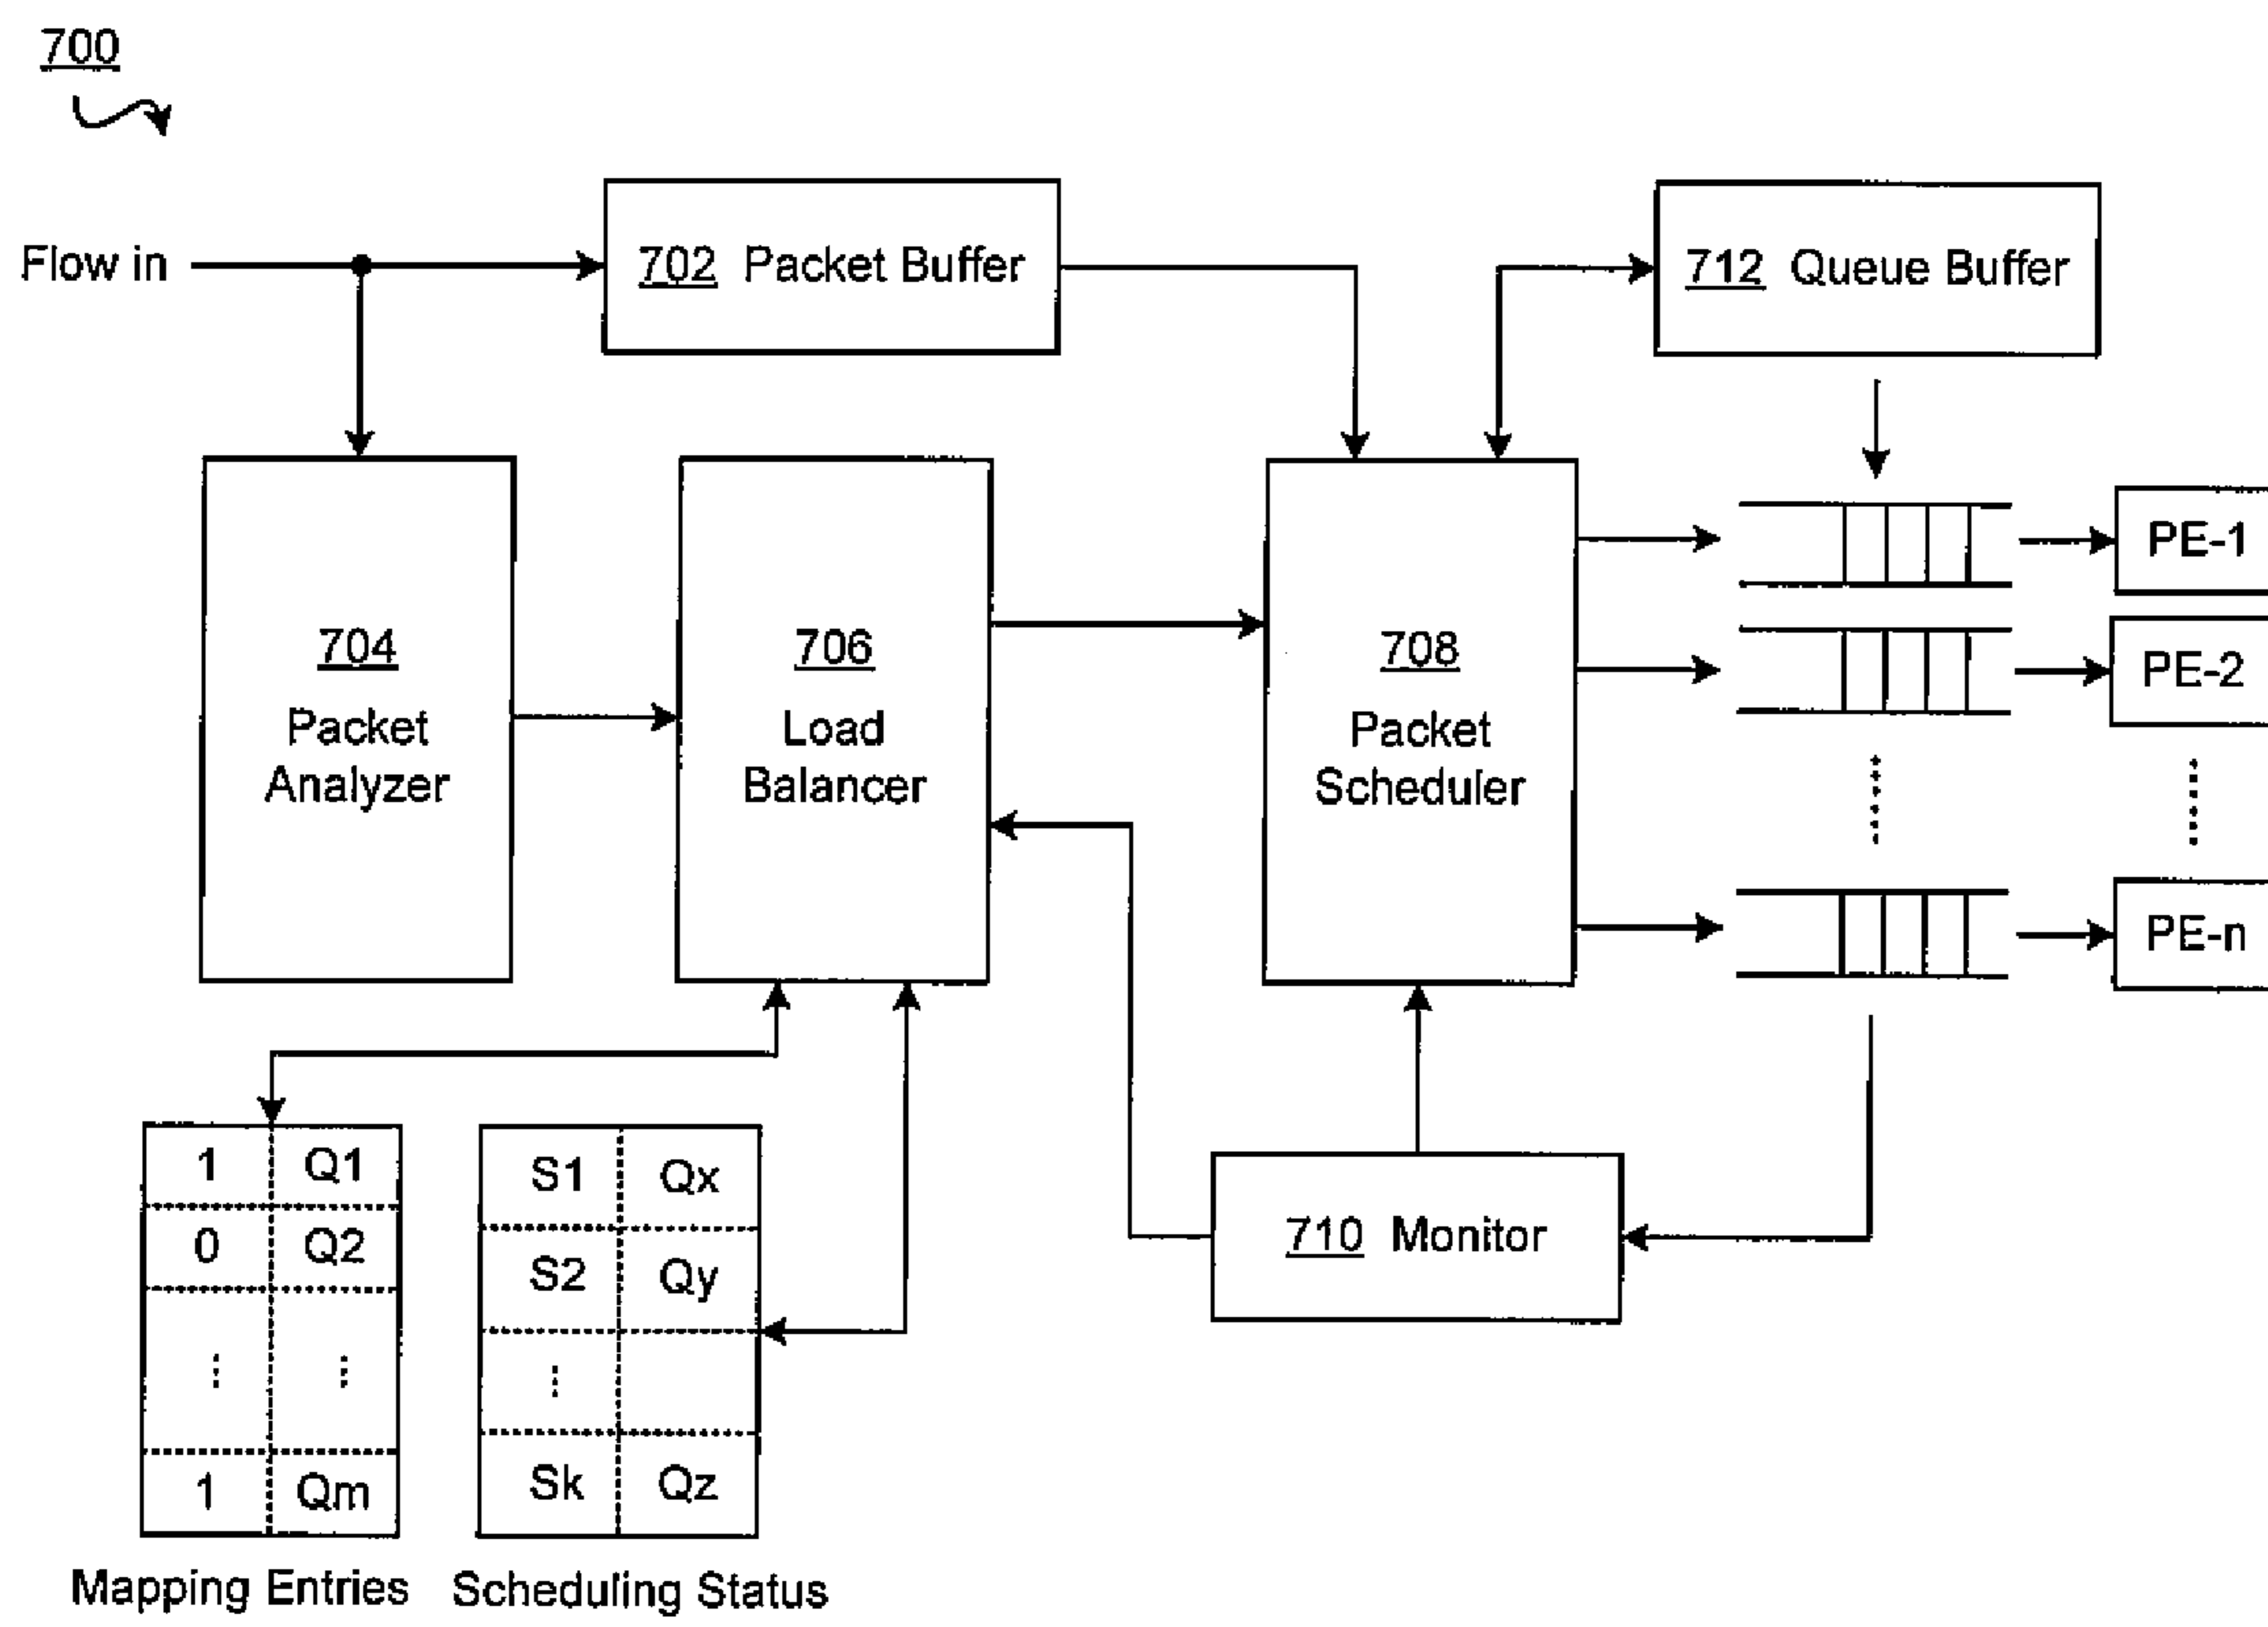 700
Flow in
702 Packet Buffer
712 Queue Buffer
704
Packet
Analyzer
706
Load
Balancer
708
Packet
Scheduler
PE-1
PE-2
PE-n
710 Monitor
1 Q1
0 Q2
1 Qm
Mapping Entries
S1 Qx
S2 Qy
Sk Qz
Scheduling Status